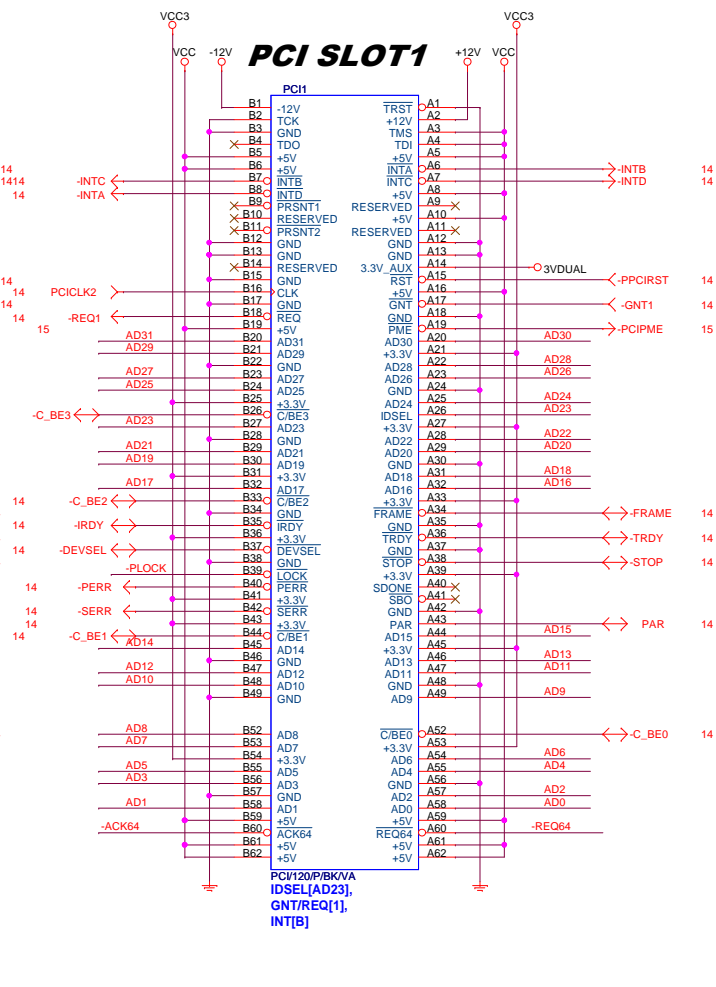 VCC3 VCC3
VCC -12V PCI SLOT1 +12V VCC
PCI1
B1 -12V TRST A1
B2 TCK +12V A2
B3 GND TMS A3
B4 TDO TDI A4
B5 +5V +5V A5
14 B6 +5V INTA A6 -INTB 14
1414 -INTC B7 INTB INTC A7 -INTD 14
14 -INTA B8 INTD +5V A8
B9 PRSNT1 RESERVED A9
B10 RESERVED +5V A10
B11 PRSNT2 RESERVED A11
B12 GND GND A12
B13 GND GND A13
B14 RESERVED 3.3V_AUX A14 3VDUAL
14 B15 GND RST A15 -PPCIRST 14
14 PCICLK2 B16 CLK +5V A16
14 B17 GND GNT A17 -GNT1 14
14 -REQ1 B18 REQ GND A18
15 B19 +5V PME A19 -PCIPME 15
AD31 B20 AD31 AD30 A20 AD30
AD29 B21 AD29 +3.3V A21
B22 GND AD28 A22 AD28
AD27 B23 AD27 AD26 A23 AD26
AD25 B24 AD25 GND A24
B25 +3.3V AD24 A25 AD24
-C_BE3 B26 C/BE3 IDSEL A26 AD23
AD23 B27 AD23 +3.3V A27
B28 GND AD22 A28 AD22
AD21 B29 AD21 AD20 A29 AD20
AD19 B30 AD19 GND A30
B31 +3.3V AD18 A31 AD18
AD17 B32 AD17 AD16 A32 AD16
14 -C_BE2 B33 C/BE2 +3.3V A33
B34 GND FRAME A34 -FRAME 14
14 -IRDY B35 IRDY GND A35
B36 +3.3V TRDY A36 -TRDY 14
14 -DEVSEL B37 DEVSEL GND A37
B38 GND STOP A38 -STOP 14
-PLOCK B39 LOCK +3.3V A39
14 -PERR B40 PERR SDONE A40
B41 +3.3V SBO A41
14 -SERR B42 SERR GND A42
14 B43 +3.3V PAR A43 PAR 14
14 -C_BE1 B44 C/BE1 AD15 A44 AD15
AD14 B45 AD14 +3.3V A45
B46 GND AD13 A46 AD13
AD12 B47 AD12 AD11 A47 AD11
AD10 B48 AD10 GND A48
B49 GND AD9 A49 AD9
AD8 B52 AD8 C/BE0 A52 -C_BE0 14
AD7 B53 AD7 +3.3V A53
B54 +3.3V AD6 A54 AD6
AD5 B55 AD5 AD4 A55 AD4
AD3 B56 AD3 GND A56
B57 GND AD2 A57 AD2
AD1 B58 AD1 AD0 A58 AD0
B59 +5V +5V A59
-ACK64 B60 ACK64 REQ64 A60 -REQ64
B61 +5V +5V A61
B62 +5V +5V A62
PCI/120/P/BK/VA
IDSEL[AD23],
GNT/REQ[1],
INT[B]